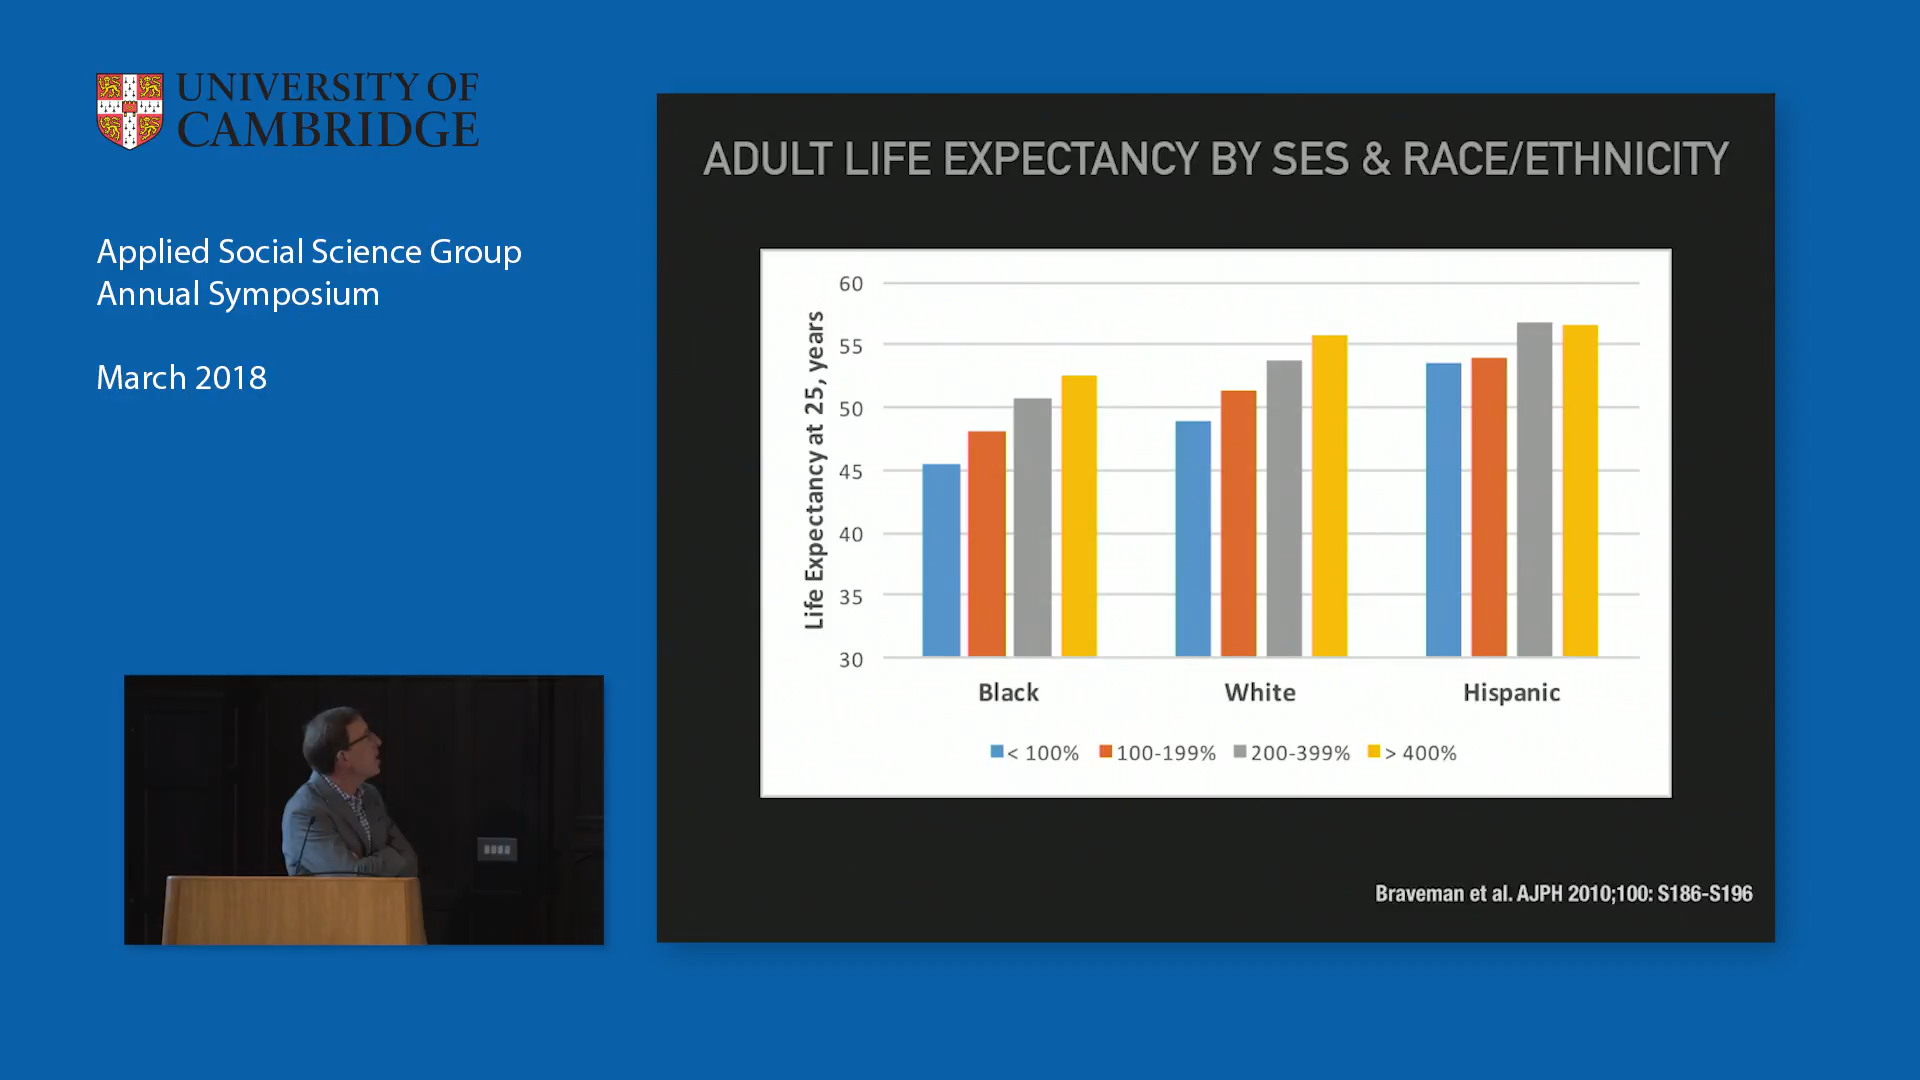 UNIVERSITY OF
CAMBRIDGE
Applied Social Science Group
Annual Symposium
March 2018
ADULT LIFE EXPECTANCY BY SES & RACE/ETHNICITY
Life Expectancy at 25, years
60
55
50
45
40
35
30
Black White Hispanic
< 100% 100-199% 200-399% > 400%
Braveman et al. AJPH 2010;100: S186-S196